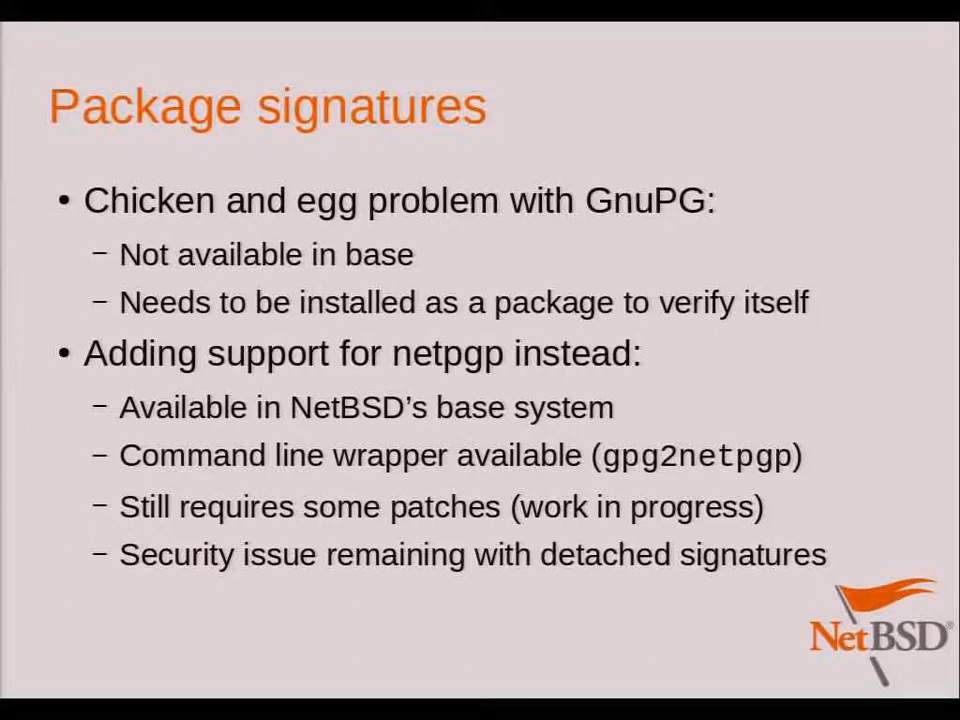 Package signatures
• Chicken and egg problem with GnuPG:
– Not available in base
– Needs to be installed as a package to verify itself
• Adding support for netpgp instead:
– Available in NetBSD’s base system
– Command line wrapper available (gpg2netpgp)
– Still requires some patches (work in progress)
– Security issue remaining with detached signatures
NetBSD®